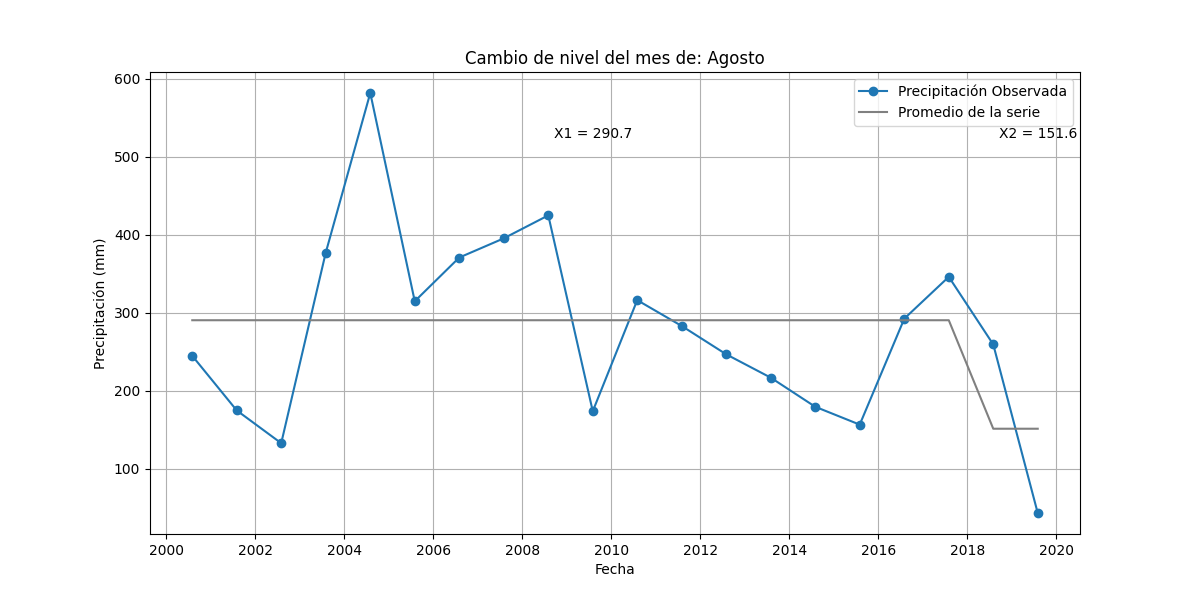 Cambio de nivel del mes de: Agosto
Precipitación Observada
Promedio de la serie
X1 = 290.7
X2 = 151.6
Precipitación (mm)
600
500
400
300
200
100
2000 2002 2004 2006 2008 2010 2012 2014 2016 2018 2020
Fecha